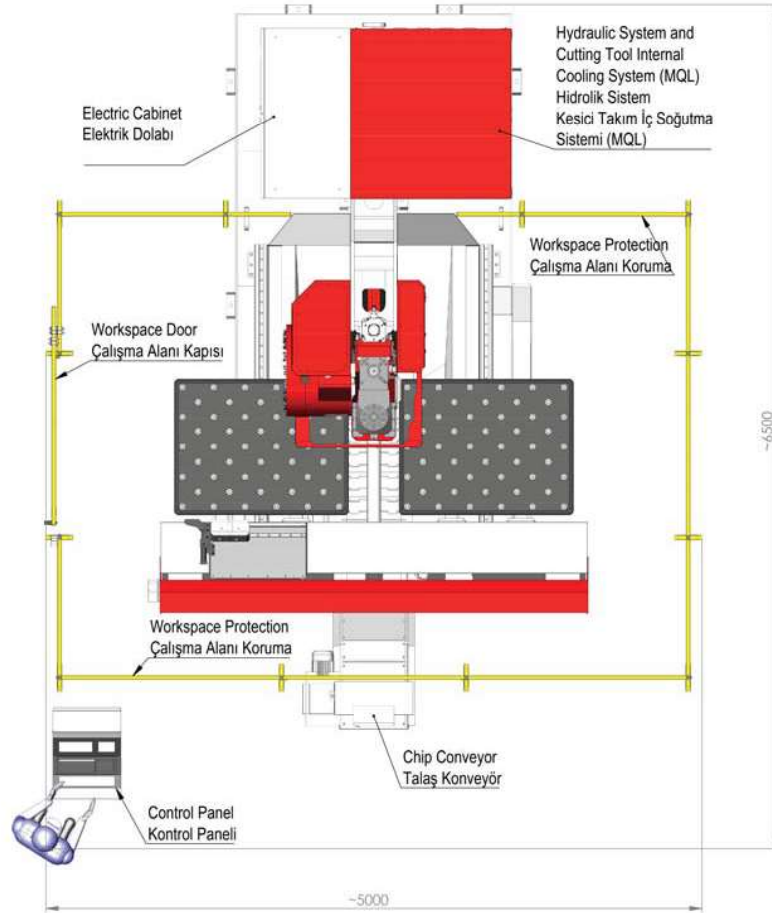 Hydraulic System and
Cutting Tool Internal
Cooling System (MQL)
Hidrolik Sistem
Kesici Takım İç Soğutma
Sistemi (MQL)
Electric Cabinet
Elektrik Dolabı
Workspace Protection
Çalışma Alanı Koruma
Workspace Door
Çalışma Alanı Kapısı
~6500
Workspace Protection
Çalışma Alanı Koruma
Chip Conveyor
Talaş Konveyör
Control Panel
Kontrol Paneli
~5000